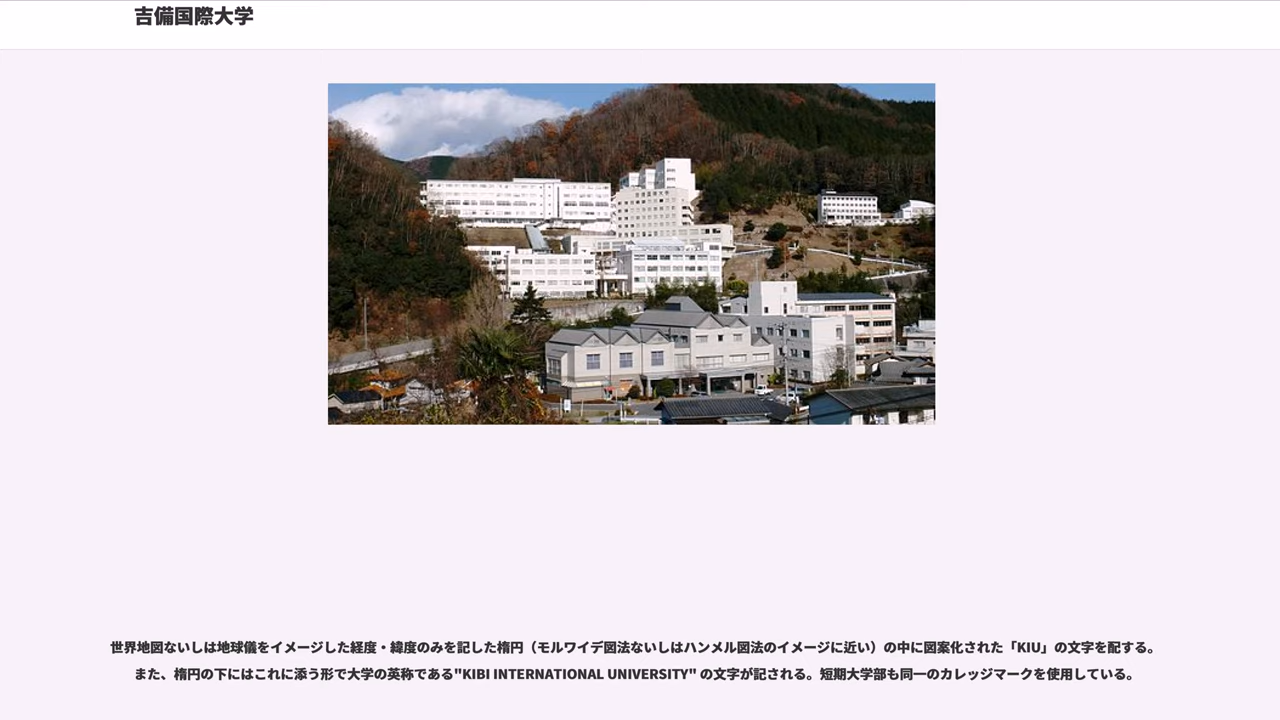 吉備国際大学
世界地図ないしは地球儀をイメージした経度・緯度のみを記した楕円（モルワイデ図法ないしはハンメル図法のイメージに近い）の中に図案化された「KIU」の文字を配する。
また、楕円の下にはこれに添う形で大学の英称である"KIBI INTERNATIONAL UNIVERSITY" の文字が記される。短期大学部も同一のカレッジマークを使用している。